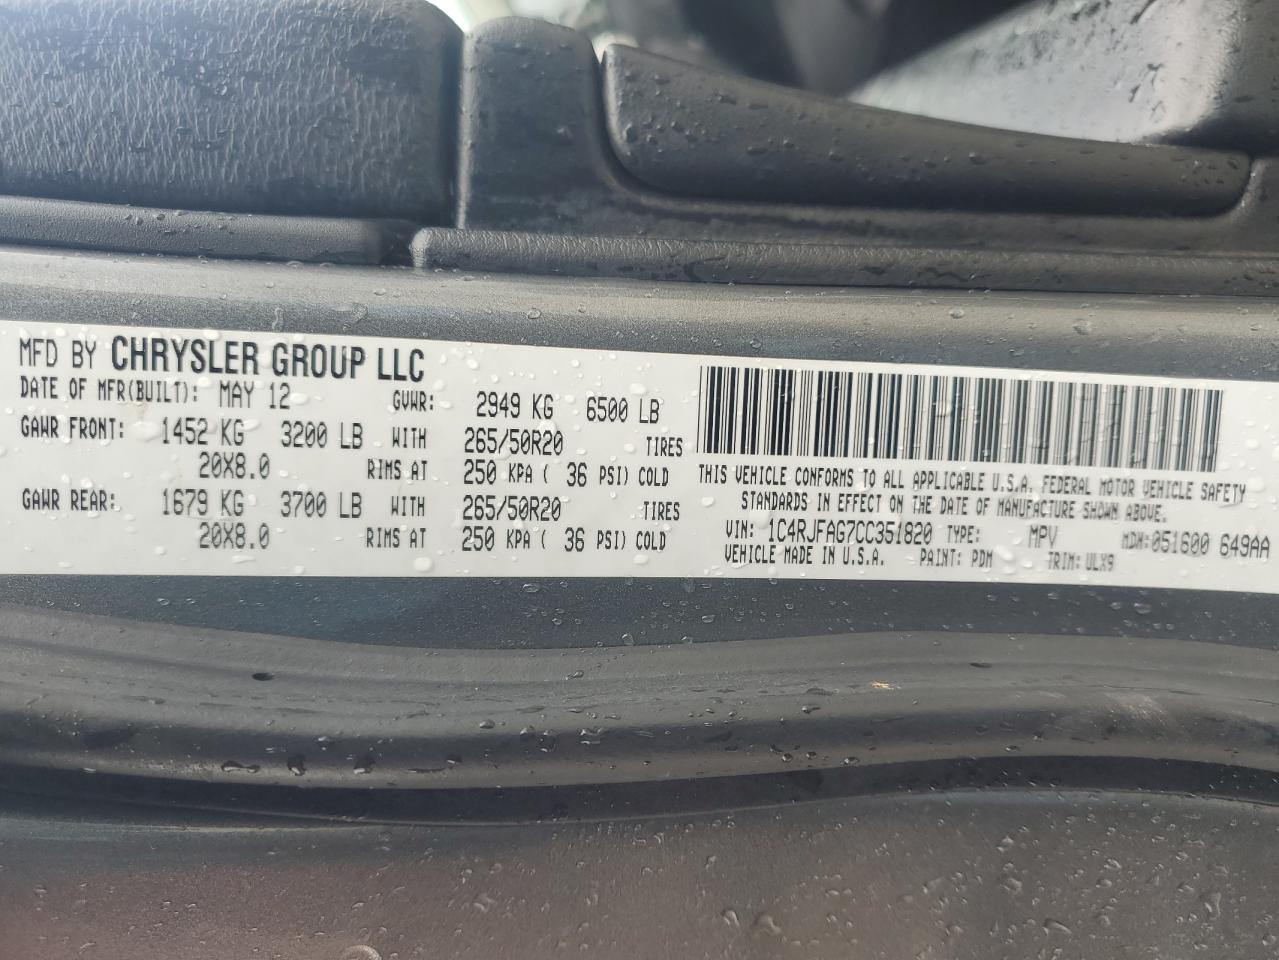 MFD BY CHRYSLER GROUP LLC
DATE OF MFR(BUILT): MAY 12 GVWR: 2949 KG 6500 LB
GAWR FRONT: 1452 KG 3200 LB WITH 265/50R20 TIRES
20X8.0 RIMS AT 250 KPA ( 36 PSI) COLD
GAWR REAR: 1679 KG 3700 LB WITH 265/50R20 TIRES
20X8.0 RIMS AT 250 KPA ( 36 PSI) COLD
THIS VEHICLE CONFORMS TO ALL APPLICABLE U.S.A. FEDERAL MOTOR VEHICLE SAFETY
STANDARDS IN EFFECT ON THE DATE OF MANUFACTURE SHOWN ABOVE.
VIN: 1C4RJFAG7CC351820 TYPE: MPV MDH:051600 649AA
VEHICLE MADE IN U.S.A. PAINT: PDM TRIM: ULX9